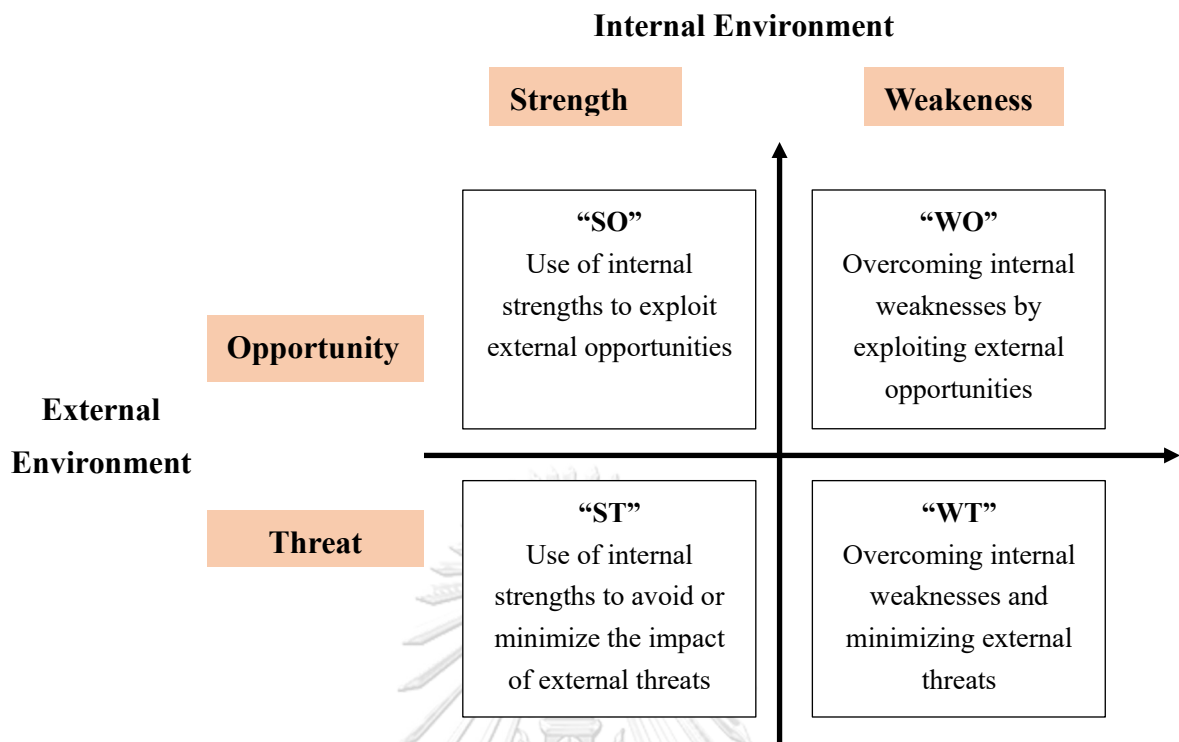 Internal Environment
Strength
Weakeness
“SO”
Use of internal
strengths to exploit
external opportunities
“WO”
Overcoming internal
weaknesses by
exploiting external
opportunities
Opportunity
External
Environment
Threat
“ST”
Use of internal
strengths to avoid or
minimize the impact
of external threats
“WT”
Overcoming internal
weaknesses and
minimizing external
threats